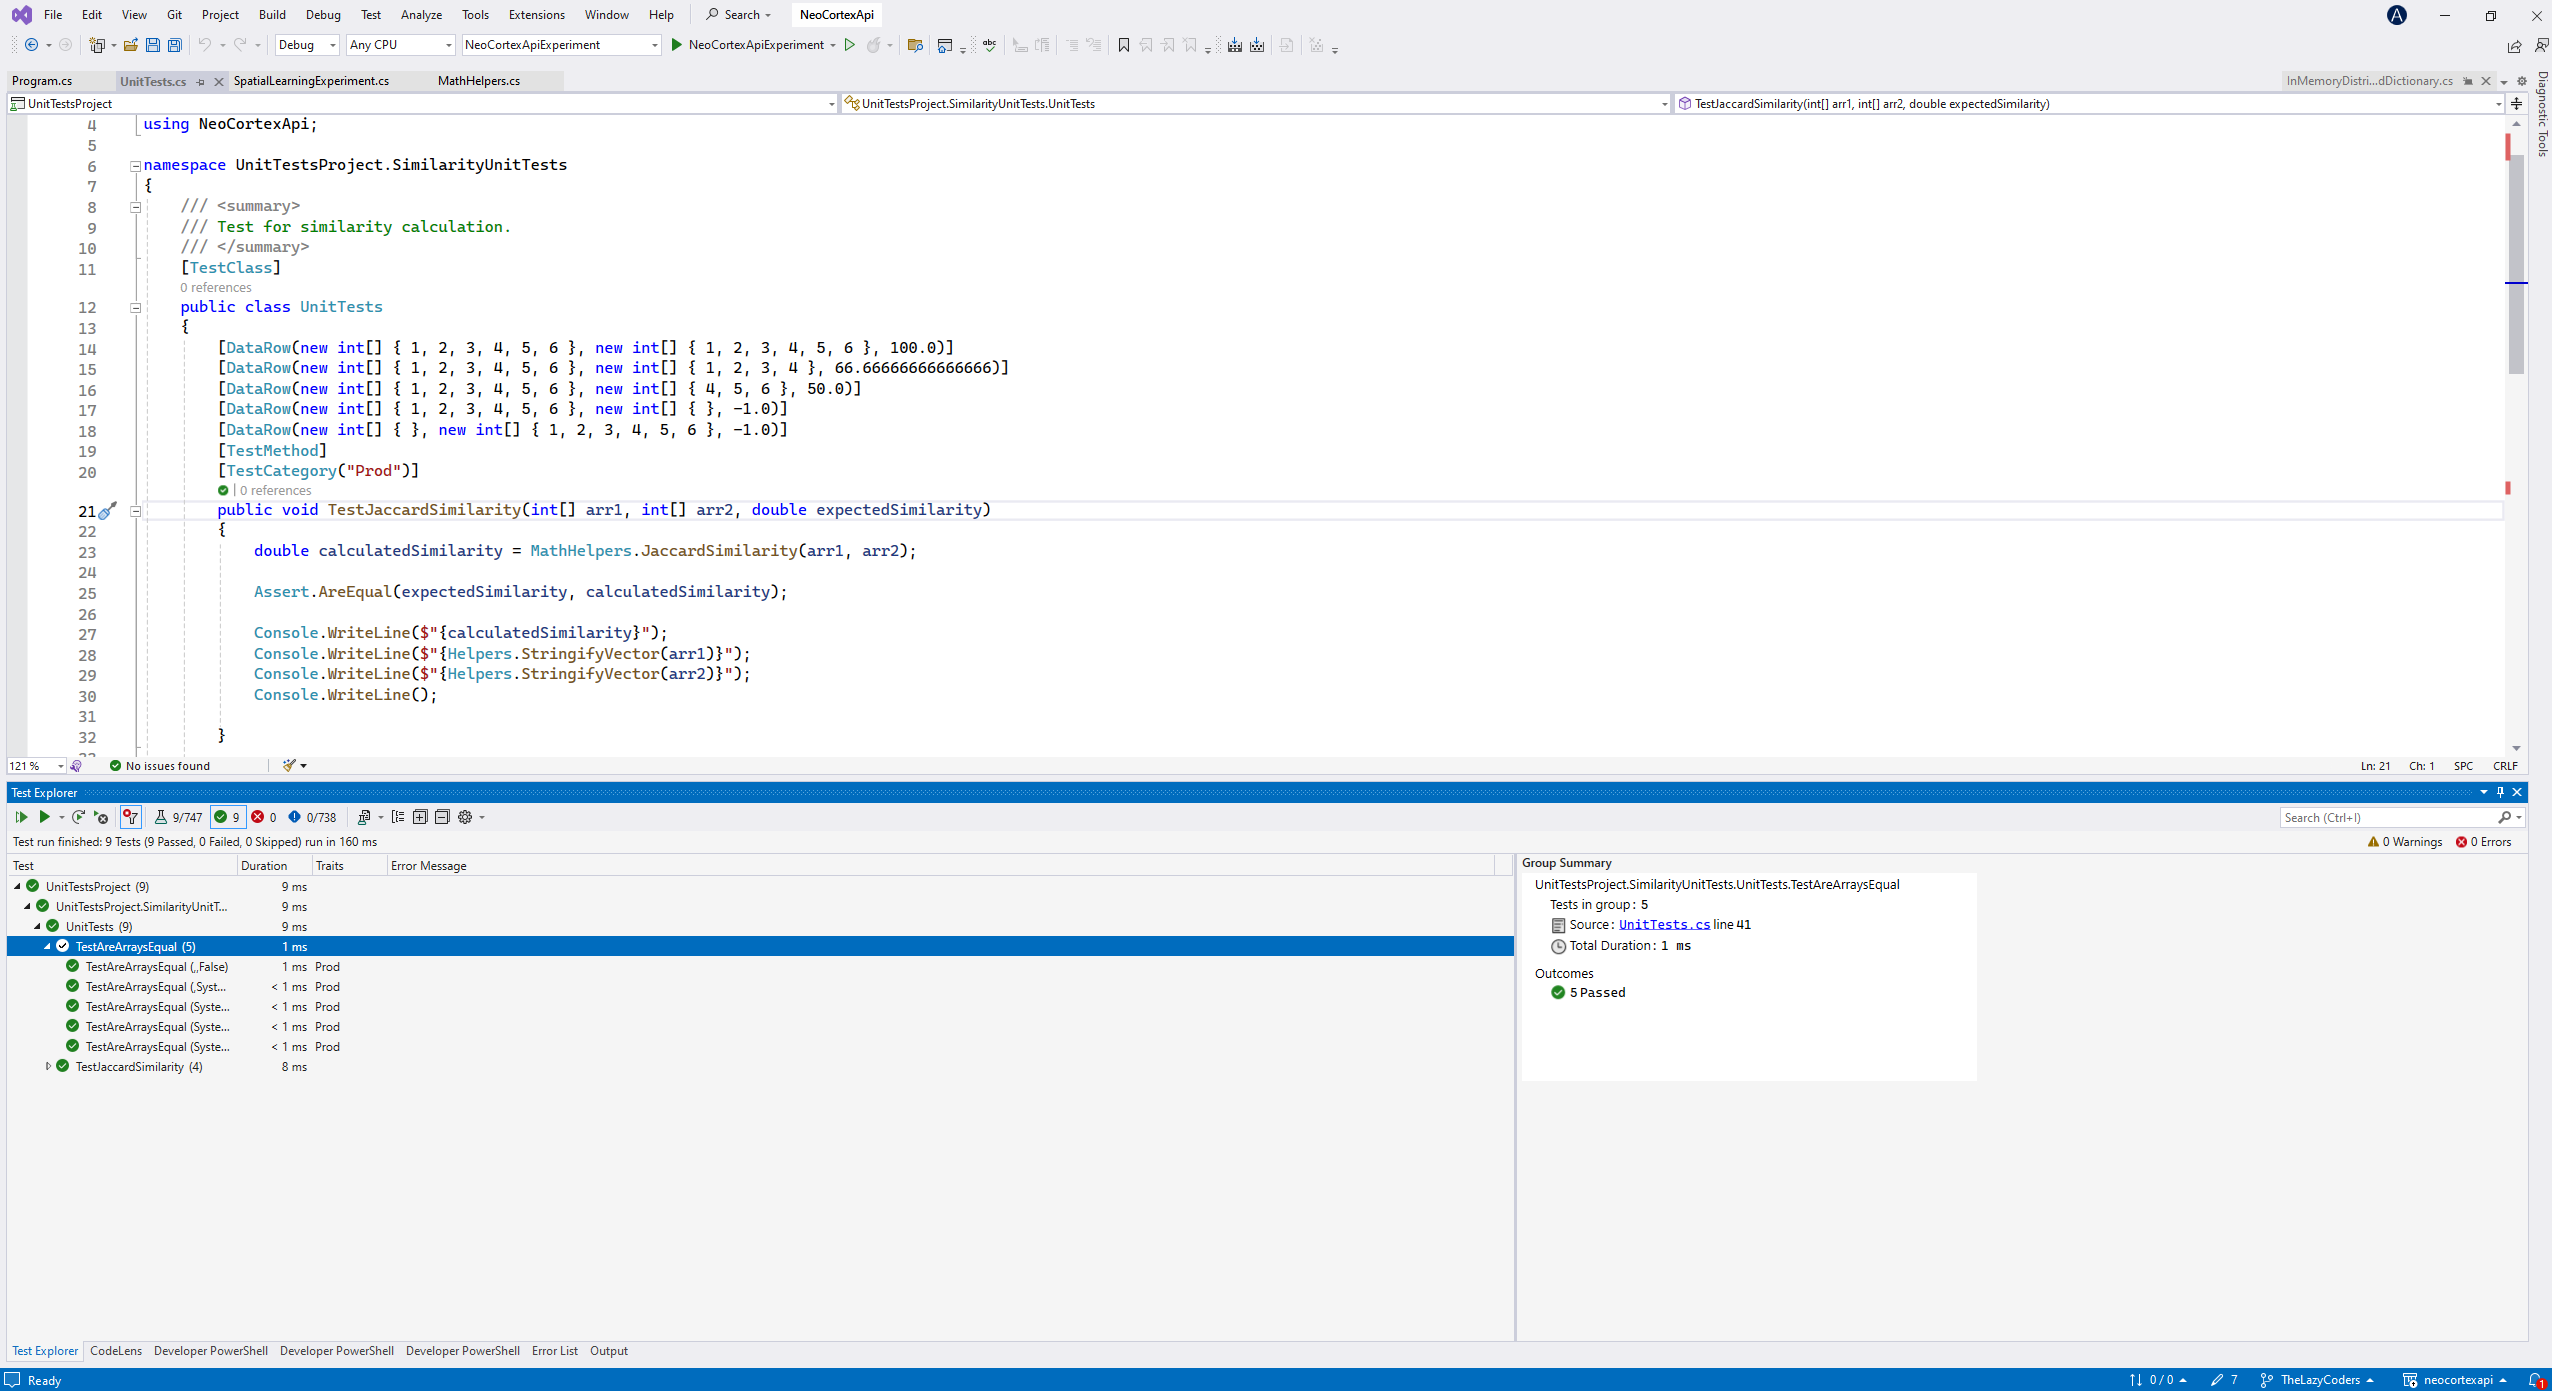 File Edit View Git Project Build Debug Test Analyze Tools Extensions Window Help Search NeoCortexApi A
Debug Any CPU NeoCortexApiExperiment NeoCortexApiExperiment
Program.cs UnitTests.cs SpatialLearningExperiment.cs MathHelpers.cs InMemoryDistri...dDictionary.cs
UnitTestsProject UnitTestsProject.SimilarityUnitTests.UnitTests TestJaccardSimilarity(int[] arr1, int[] arr2, double expectedSimilarity)
Diagnostic Tools
4 using NeoCortexApi;
5
6 namespace UnitTestsProject.SimilarityUnitTests
7 {
8 /// <summary>
9 /// Test for similarity calculation.
10 /// </summary>
11 [TestClass]
0 references
12 public class UnitTests
13 {
14 [DataRow(new int[] { 1, 2, 3, 4, 5, 6 }, new int[] { 1, 2, 3, 4, 5, 6 }, 100.0)]
15 [DataRow(new int[] { 1, 2, 3, 4, 5, 6 }, new int[] { 1, 2, 3, 4 }, 66.66666666666666)]
16 [DataRow(new int[] { 1, 2, 3, 4, 5, 6 }, new int[] { 4, 5, 6 }, 50.0)]
17 [DataRow(new int[] { 1, 2, 3, 4, 5, 6 }, new int[] { }, -1.0)]
18 [DataRow(new int[] { }, new int[] { 1, 2, 3, 4, 5, 6 }, -1.0)]
19 [TestMethod]
20 [TestCategory("Prod")]
| 0 references
21 public void TestJaccardSimilarity(int[] arr1, int[] arr2, double expectedSimilarity)
22 {
23 double calculatedSimilarity = MathHelpers.JaccardSimilarity(arr1, arr2);
24
25 Assert.AreEqual(expectedSimilarity, calculatedSimilarity);
26
27 Console.WriteLine($"{calculatedSimilarity}");
28 Console.WriteLine($"{Helpers.StringifyVector(arr1)}");
29 Console.WriteLine($"{Helpers.StringifyVector(arr2)}");
30 Console.WriteLine();
31
32 }
121 % No issues found Ln: 21 Ch: 1 SPC CRLF
Test Explorer
9/747 9 0 0/738 Search (Ctrl+I)
Test run finished: 9 Tests (9 Passed, 0 Failed, 0 Skipped) run in 160 ms 0 Warnings 0 Errors
Test Duration Traits Error Message
UnitTestsProject (9) 9 ms
UnitTestsProject.SimilarityUnitT... 9 ms
UnitTests (9) 9 ms
TestAreArraysEqual (5) 1 ms
TestAreArraysEqual (,,False) 1 ms Prod
TestAreArraysEqual (,Syst... < 1 ms Prod
TestAreArraysEqual (Syste... < 1 ms Prod
TestAreArraysEqual (Syste... < 1 ms Prod
TestAreArraysEqual (Syste... < 1 ms Prod
TestJaccardSimilarity (4) 8 ms
Group Summary
UnitTestsProject.SimilarityUnitTests.UnitTests.TestAreArraysEqual
Tests in group: 5
Source: UnitTests.cs line 41
Total Duration: 1 ms
Outcomes
5 Passed
Test Explorer CodeLens Developer PowerShell Developer PowerShell Developer PowerShell Error List Output
Ready 0 / 0 7 TheLazyCoders neocortexapi 1